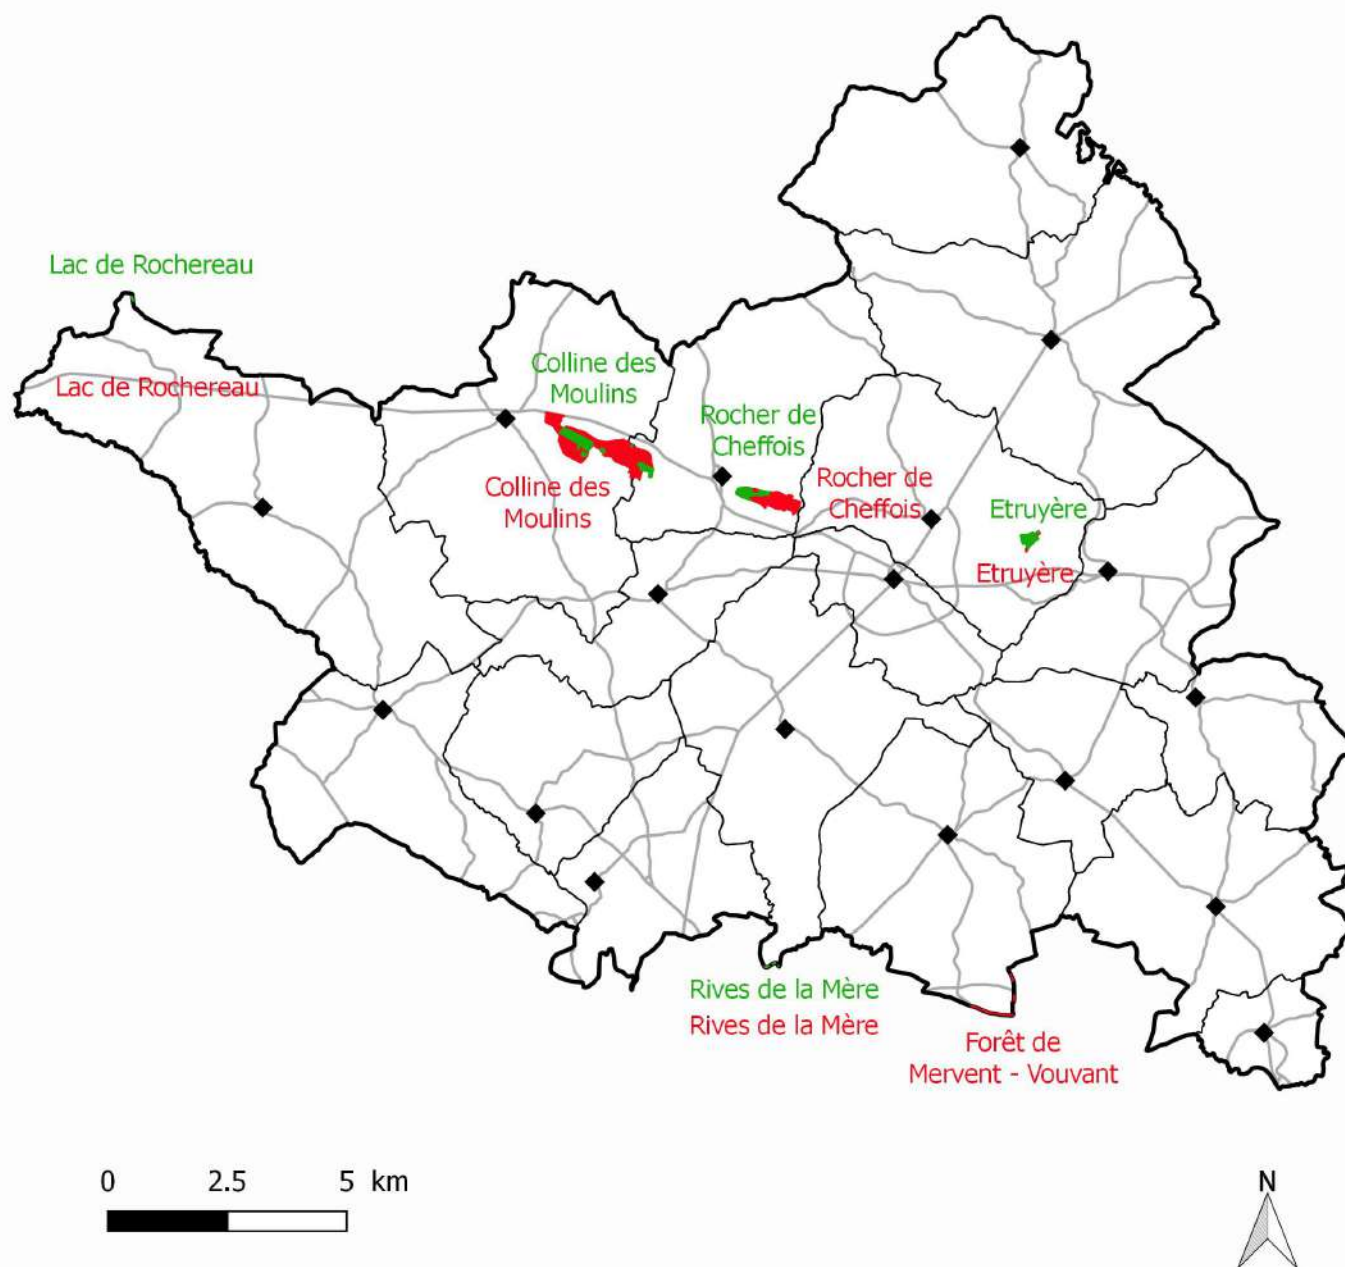 Lac de Rochereau
Colline des
Moulins
Lac de Rochereau
Rocher de
Cheffois
Rocher de
Cheffois
Colline des
Moulins
Etruyère
Etruyère
Rives de la Mère
Rives de la Mère
Forêt de
Mervent - Vouvant
0 2.5 5 km
N